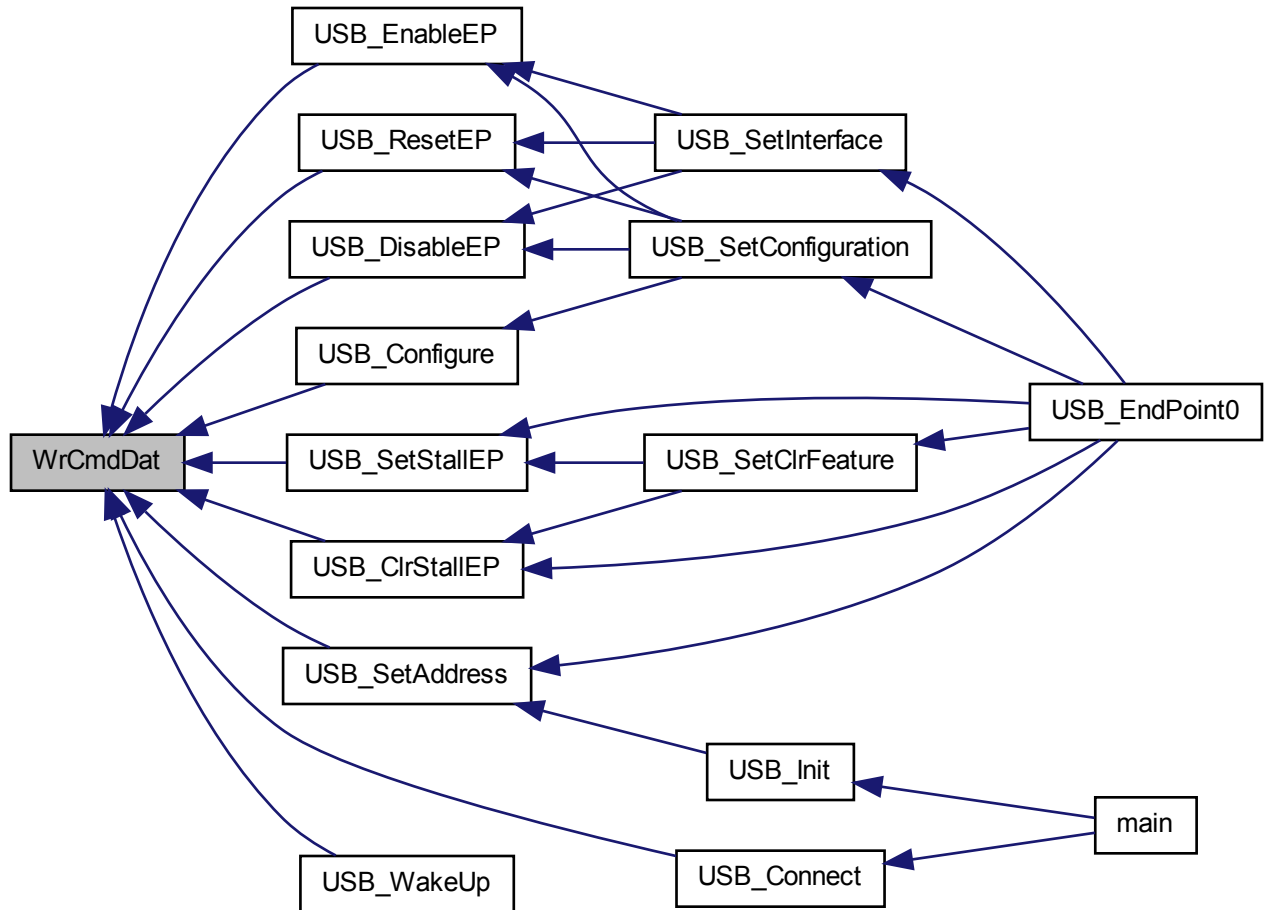 USB_EnableEP
USB_ResetEP
USB_SetInterface
USB_DisableEP
USB_SetConfiguration
USB_Configure
USB_EndPoint0
WrCmdDat
USB_SetStallEP
USB_SetClrFeature
USB_ClrStallEP
USB_SetAddress
USB_Init
main
USB_Connect
USB_WakeUp